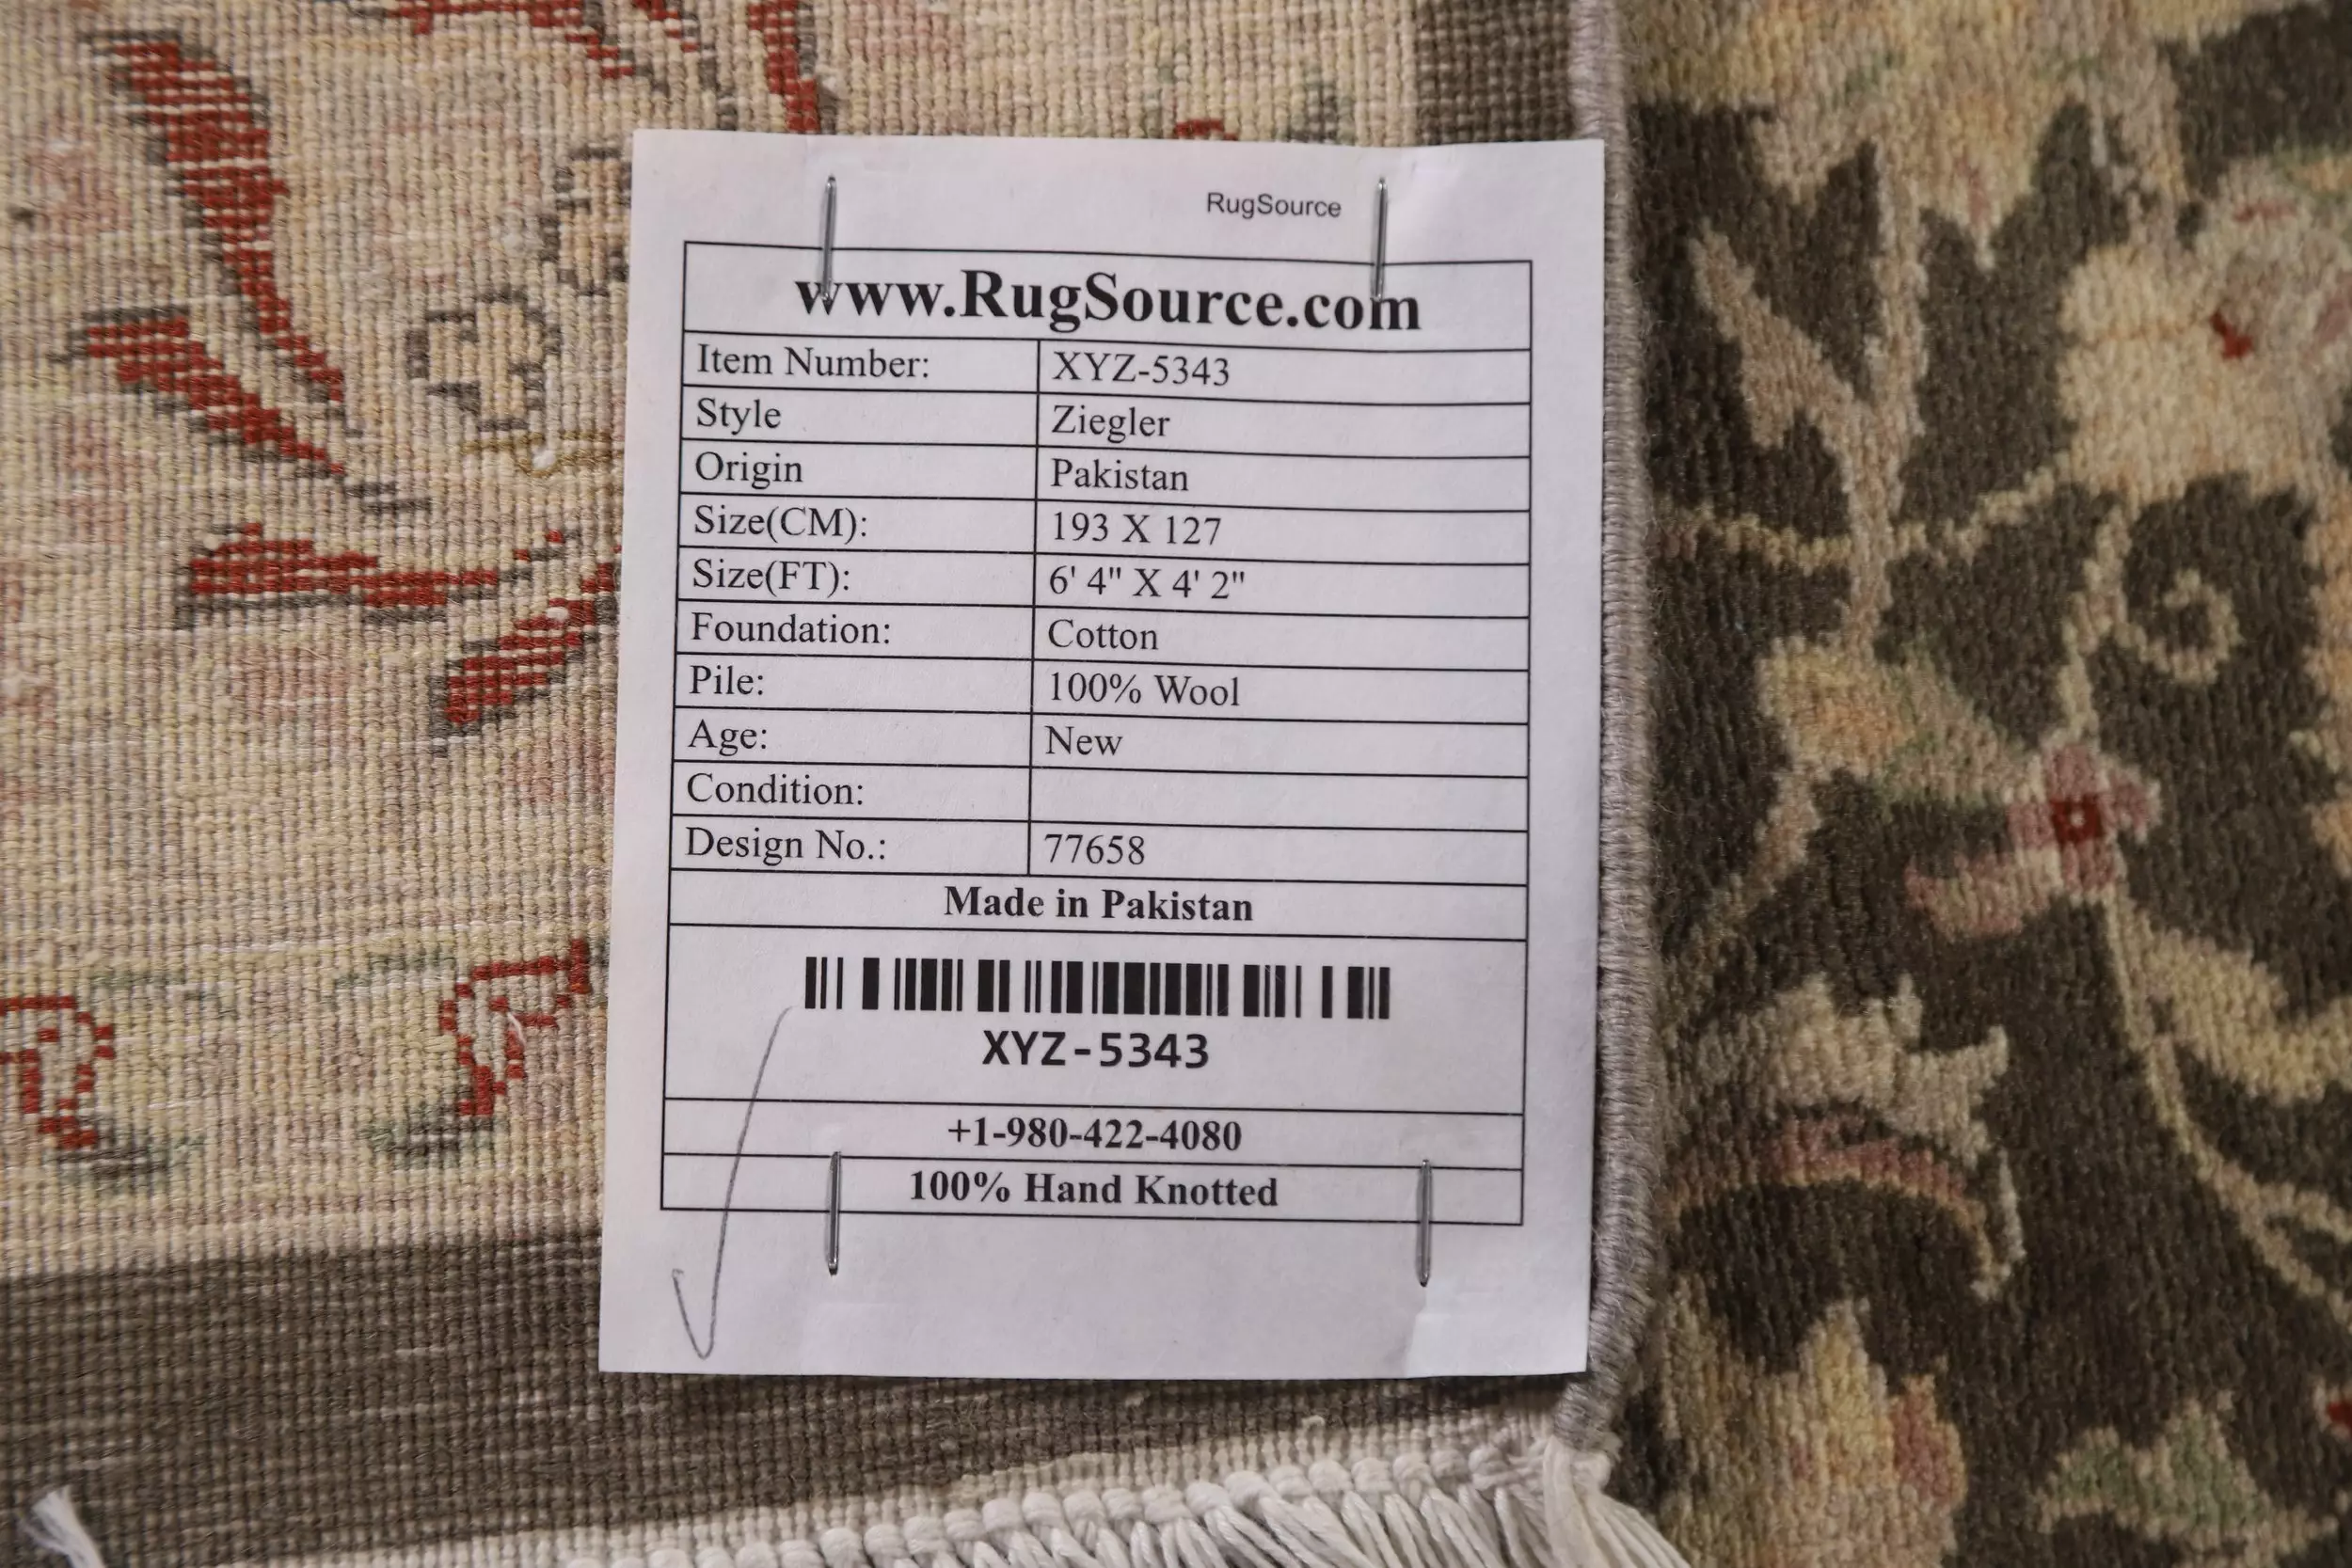 RugSource
www.RugSource.com
Item Number: XYZ-5343
Style Ziegler
Origin Pakistan
Size(CM): 193 X 127
Size(FT): 6' 4" X 4' 2"
Foundation: Cotton
Pile: 100% Wool
Age: New
Condition:
Design No.: 77658
Made in Pakistan
XYZ-5343
+1-980-422-4080
100% Hand Knotted